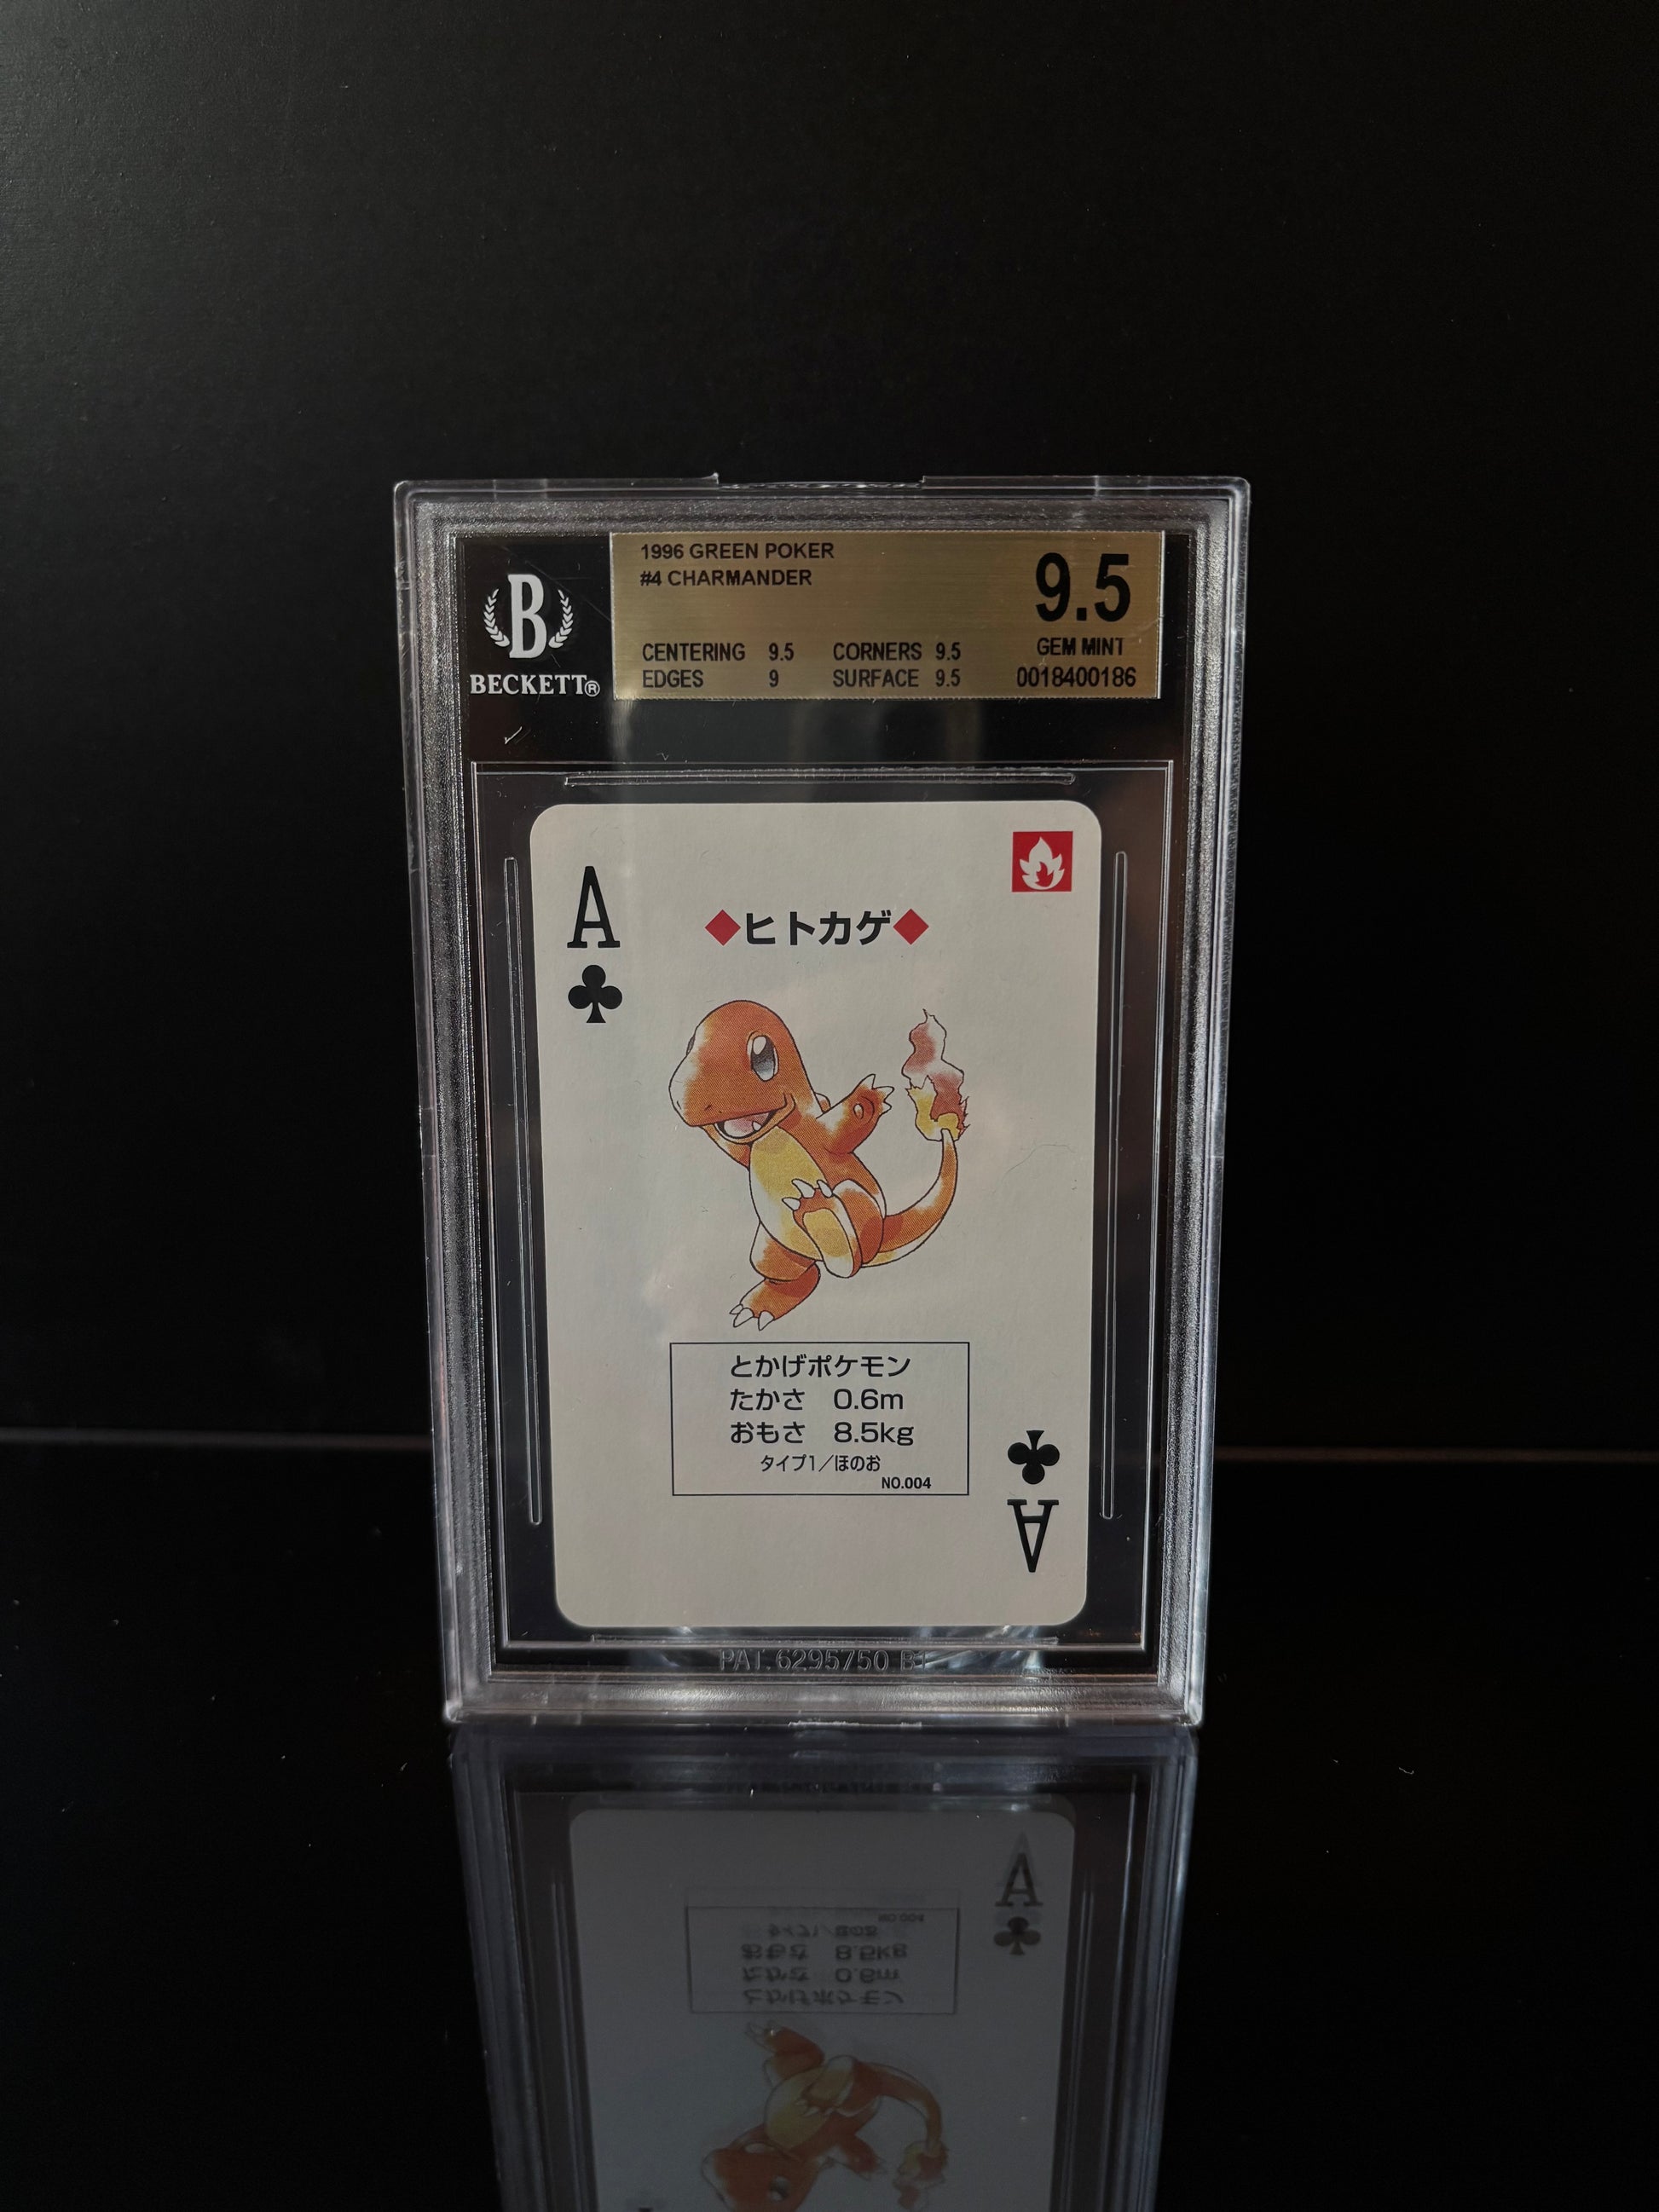 1996 GREEN POKER
#4 CHARMANDER
9.5
CENTERING 9.5 CORNERS 9.5
GEM MINT
EDGES 9 SURFACE 9.5
0018400186
B
BECKETT®
A
◆ヒトカゲ◆
とかげポケモン
たかさ 0.6m
おもさ 8.5kg
タイプ1/ほのお
NO.004
A
PAT.6295750 B1